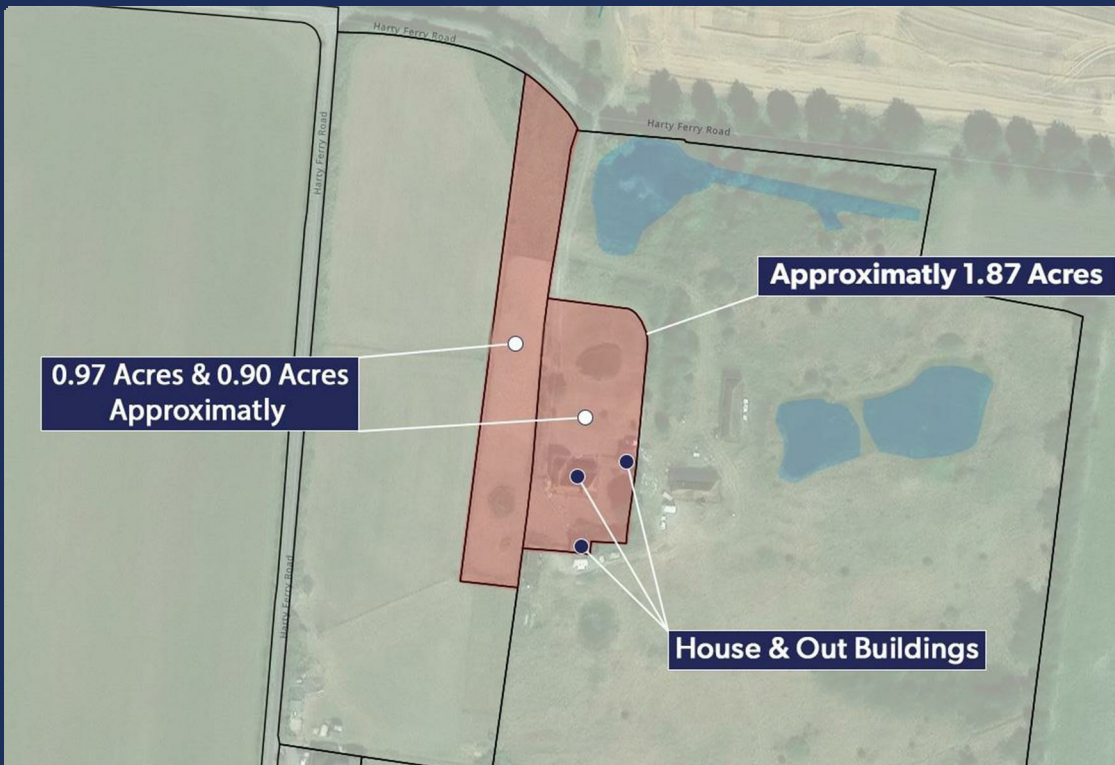 Harty Ferry Road
Harty Ferry Road
Harty Ferry Road
Approximatly 1.87 Acres
0.97 Acres & 0.90 Acres
Approximatly
Harty Ferry Road
House & Out Buildings